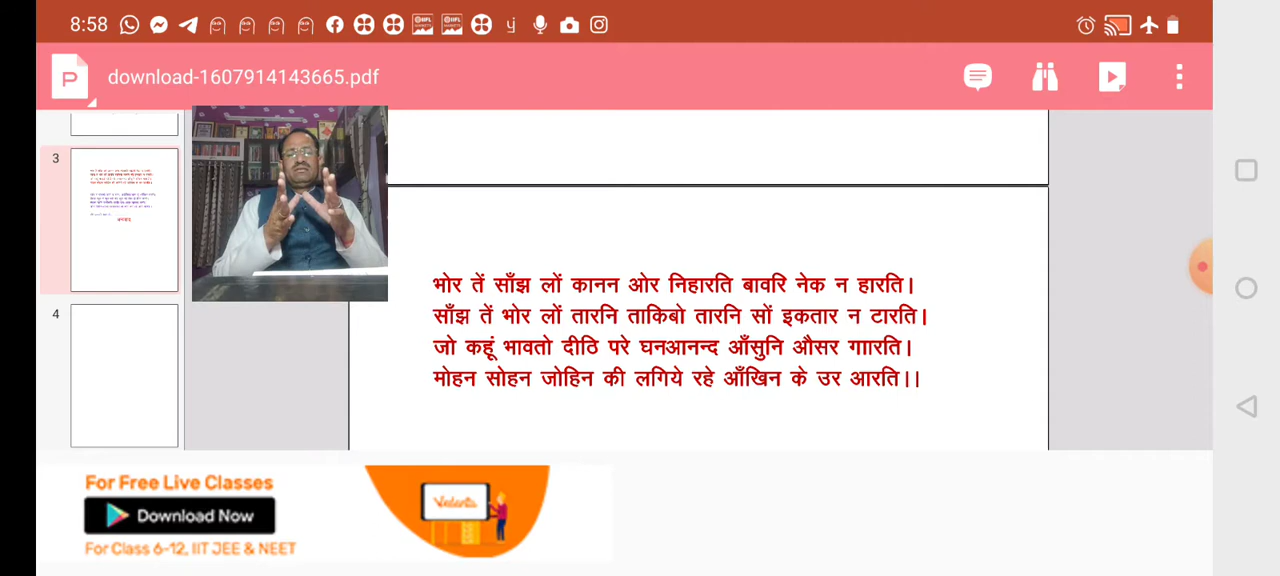 8:58
download-1607914143665.pdf
3
भोर तें साँझ लों कानन ओर निहारति बावरि नेक न हारति।
साँझ तें भोर लों तारनि ताकिबो तारनि सों इकतार न टारति।
जो कहूं भावतो दीठि परे घनआनन्द आँसुनि औसर गाारति।
मोहन सोहन जोहिन की लगिये रहे आँखिन के उर आरति।।
4
For Free Live Classes
Download Now
For Class 6-12, IIT JEE & NEET
Vedantu